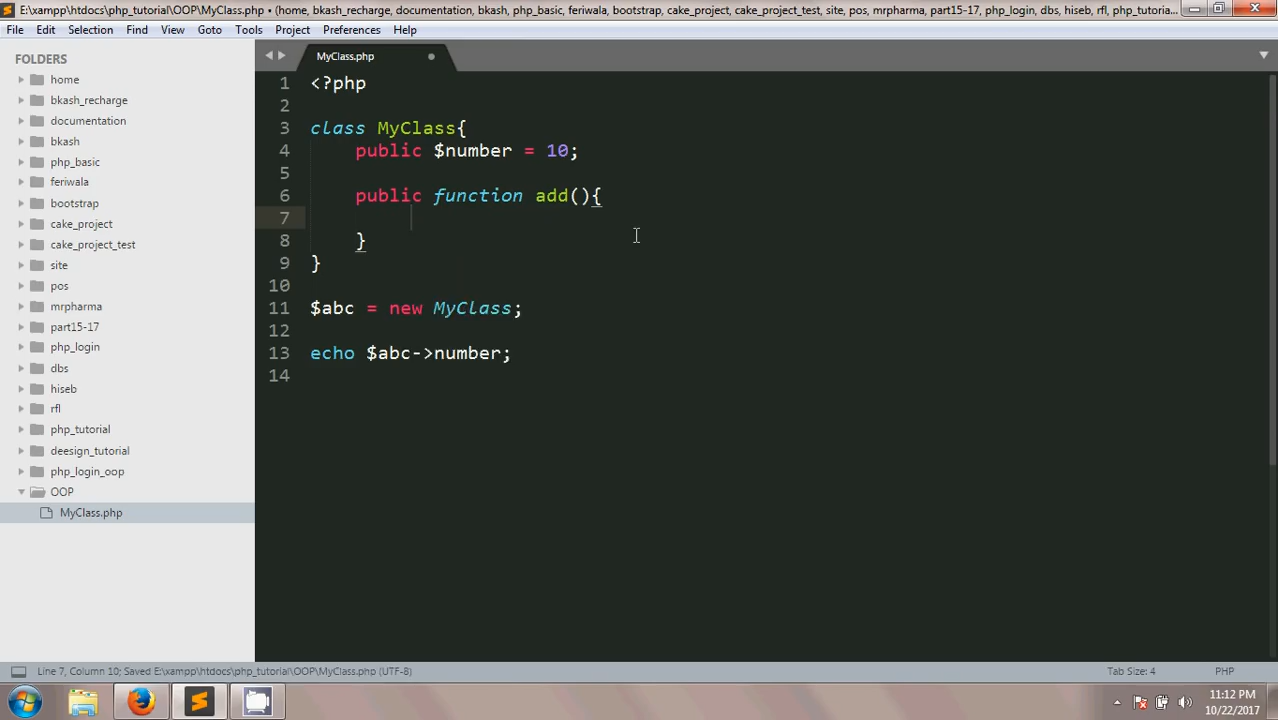 E:\xampp\htdocs\php_tutorial\OOP\MyClass.php • (home, bkash_recharge, documentation, bkash, php_basic, feriwala, bootstrap, cake_project, cake_project_test, site, pos, mrpharma, part15-17, php_login, dbs, hiseb, rfl, php_tutoria...
File Edit Selection Find View Goto Tools Project Preferences Help
FOLDERS
home
bkash_recharge
documentation
bkash
php_basic
feriwala
bootstrap
cake_project
cake_project_test
site
pos
mrpharma
part15-17
php_login
dbs
hiseb
rfl
php_tutorial
deesign_tutorial
php_login_oop
OOP
MyClass.php
MyClass.php
1 <?php
2
3 class MyClass{
4 public $number = 10;
5
6 public function add(){
7
8 }
9 }
10
11 $abc = new MyClass;
12
13 echo $abc->number;
14
Line 7, Column 10; Saved E:\xampp\htdocs\php_tutorial\OOP\MyClass.php (UTF-8)
Tab Size: 4
PHP
11:12 PM
10/22/2017